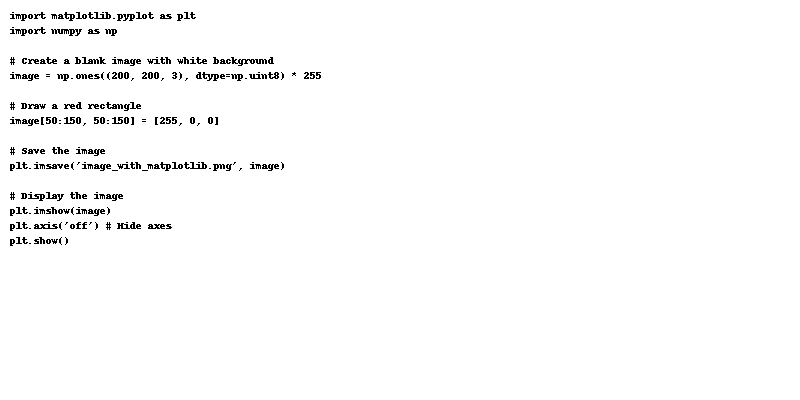 import matplotlib.pyplot as plt
import numpy as np

# Create a blank image with white background
image = np.ones((200, 200, 3), dtype=np.uint8) * 255

# Draw a red rectangle
image[50:150, 50:150] = [255, 0, 0]

# Save the image
plt.imsave('image_with_matplotlib.png', image)

# Display the image
plt.imshow(image)
plt.axis('off') # Hide axes
plt.show()